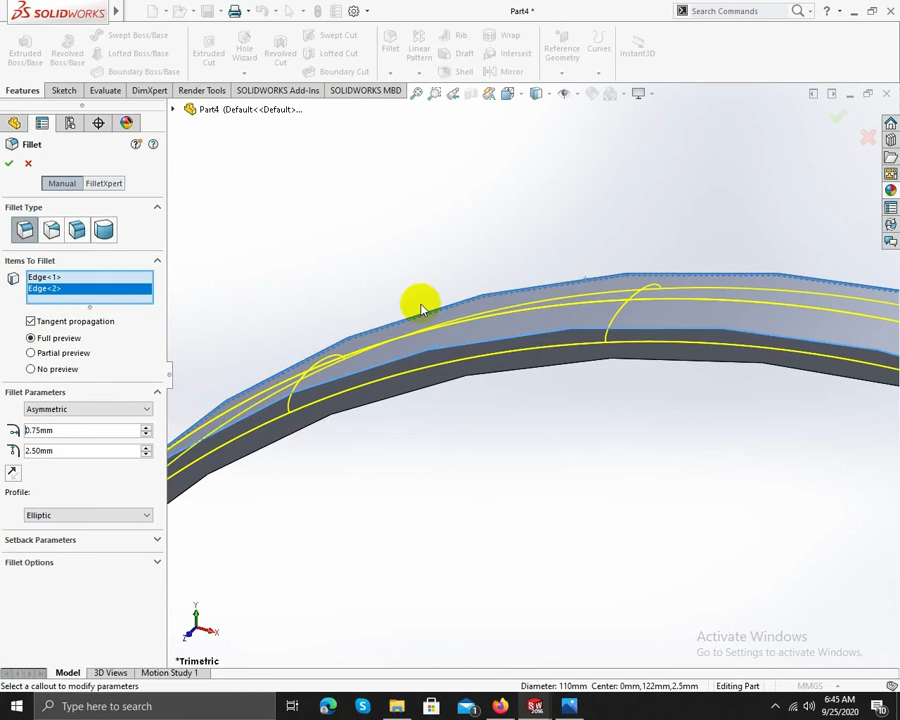 SOLIDWORKS
Part4 *
Search Commands
Extruded Boss/Base
Revolved Boss/Base
Swept Boss/Base
Lofted Boss/Base
Boundary Boss/Base
Extruded Cut
Hole Wizard
Revolved Cut
Swept Cut
Lofted Cut
Boundary Cut
Fillet
Linear Pattern
Rib
Draft
Shell
Wrap
Intersect
Mirror
Reference Geometry
Curves
Instant3D
Features
Sketch
Evaluate
DimXpert
Render Tools
SOLIDWORKS Add-Ins
SOLIDWORKS MBD
Part4 (Default<<Default>...
Fillet
Manual
FilletXpert
Fillet Type
Items To Fillet
Edge<1>
Edge<2>
Tangent propagation
Full preview
Partial preview
No preview
Fillet Parameters
Asymmetric
0.75mm
2.50mm
Profile:
Elliptic
Setback Parameters
Fillet Options
Y
X
Z
*Trimetric
Activate Windows
Go to Settings to activate Windows.
Model
3D Views
Motion Study 1
Select a callout to modify parameters
Diameter: 110mm Center: 0mm,122mm,2.5mm
Editing Part
MMGS
Type here to search
6:45 AM
9/25/2020